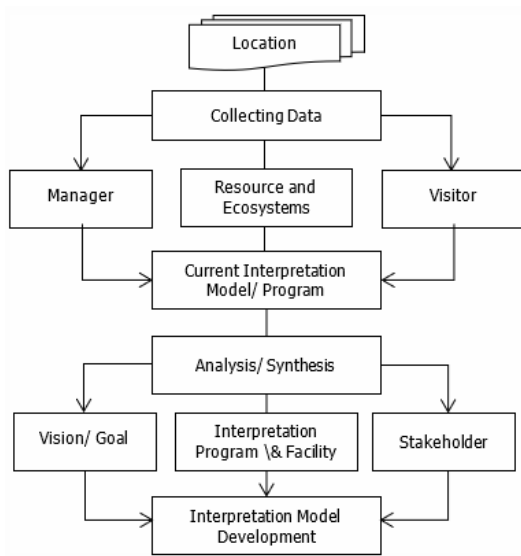 Location
Collecting Data
Manager
Resource and
Ecosystems
Visitor
Current Interpretation
Model/ Program
Analysis/ Synthesis
Vision/ Goal
Interpretation
Program \& Facility
Stakeholder
Interpretation Model
Development